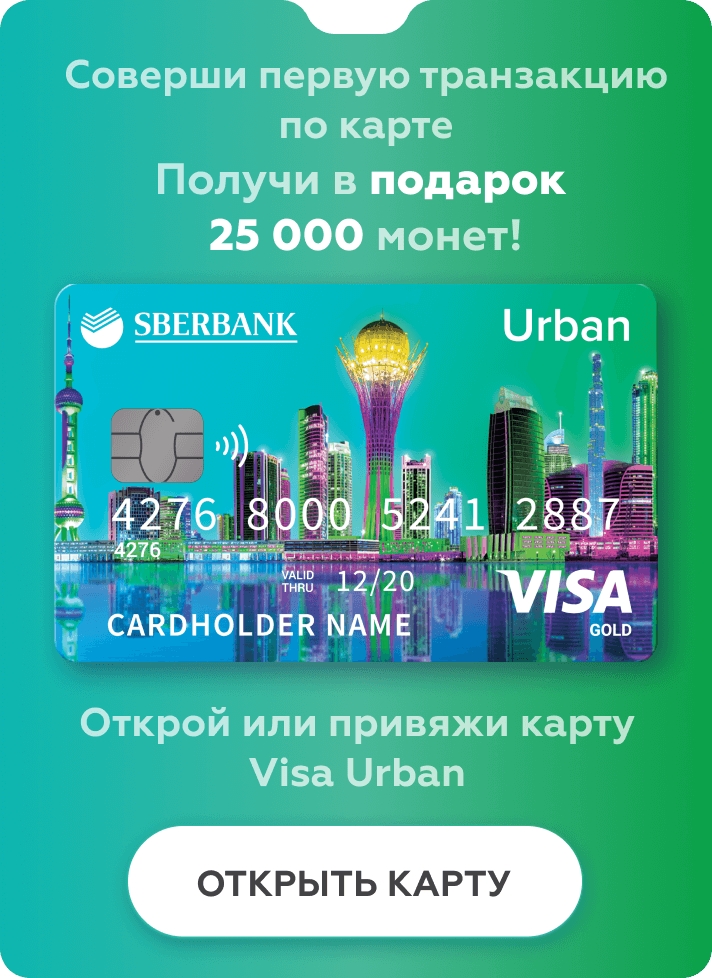 Соверши первую транзакцию
по карте
Получи в подарок
25 000 монет!
SBERBANK
Urban
4276 8000 5241 2887
4276
VALID
THRU
12/20
VISA
CARDHOLDER NAME
GOLD
Открой или привяжи карту
Visa Urban
ОТКРЫТЬ КАРТУ